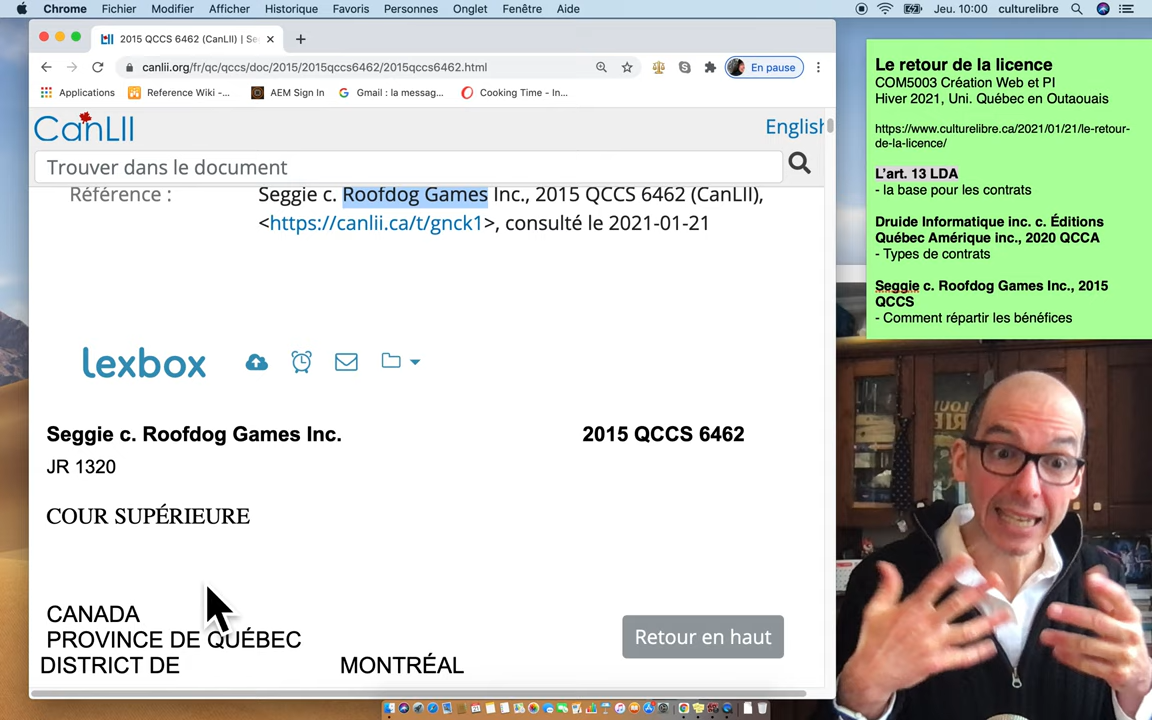 Chrome Fichier Modifier Afficher Historique Favoris Personnes Onglet Fenêtre Aide
Jeu. 10:00 culturelibre
2015 QCCS 6462 (CanLII) | Se
canlii.org/fr/qc/qccs/doc/2015/2015qccs6462/2015qccs6462.html
En pause
Applications Reference Wiki -... AEM Sign In Gmail : la messag... Cooking Time - In...
CanLII
English
Trouver dans le document
Référence : Seggie c. Roofdog Games Inc., 2015 QCCS 6462 (CanLII),
<https://canlii.ca/t/gnck1>, consulté le 2021-01-21
lexbox
Seggie c. Roofdog Games Inc. 2015 QCCS 6462
JR 1320
COUR SUPÉRIEURE
CANADA
PROVINCE DE QUÉBEC
DISTRICT DE MONTRÉAL
Retour en haut
Le retour de la licence
COM5003 Création Web et PI
Hiver 2021, Uni. Québec en Outaouais
https://www.culturelibre.ca/2021/01/21/le-retour-
de-la-licence/
L'art. 13 LDA
- la base pour les contrats
Druide Informatique inc. c. Éditions
Québec Amérique inc., 2020 QCCA
- Types de contrats
Seggie c. Roofdog Games Inc., 2015
QCCS
- Comment répartir les bénéfices